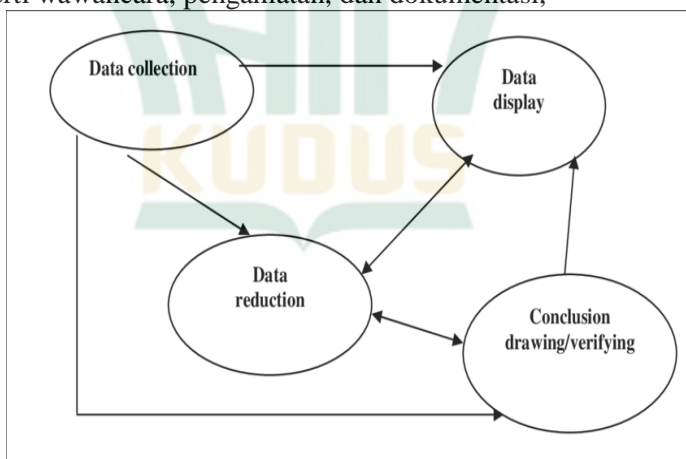 wawancara, pengamatan, dan dokumentasi,
Data collection
Data
display
KUDUS
Data
reduction
Conclusion
drawing/verifying